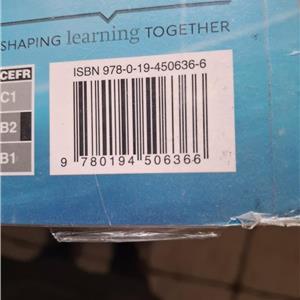 SHAPING learning TOGETHER
CEFR
C1
B2
B1
ISBN 978-0-19-450636-6
9 780194 506366